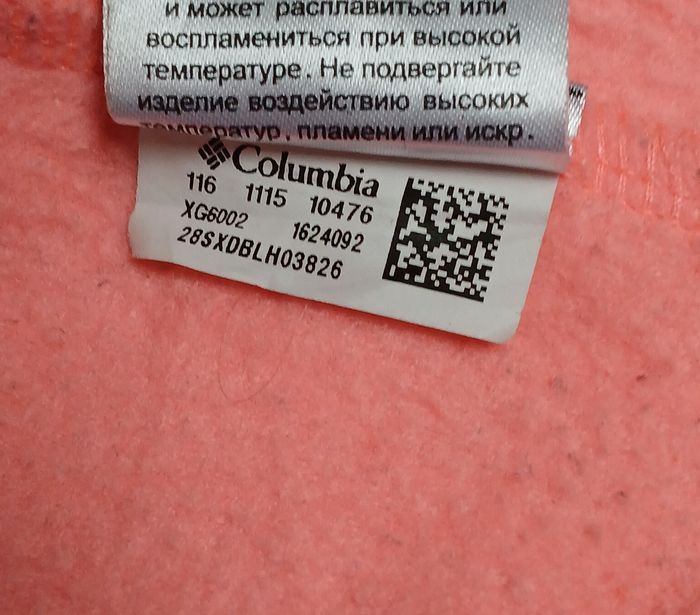 и может расплавиться или
воспламениться при высокой
температуре. Не подвергайте
изделие воздействию высоких
температур, пламени или искр.
Columbia
116 1115 10476
XG6002 1624092
28SXDBLH03826